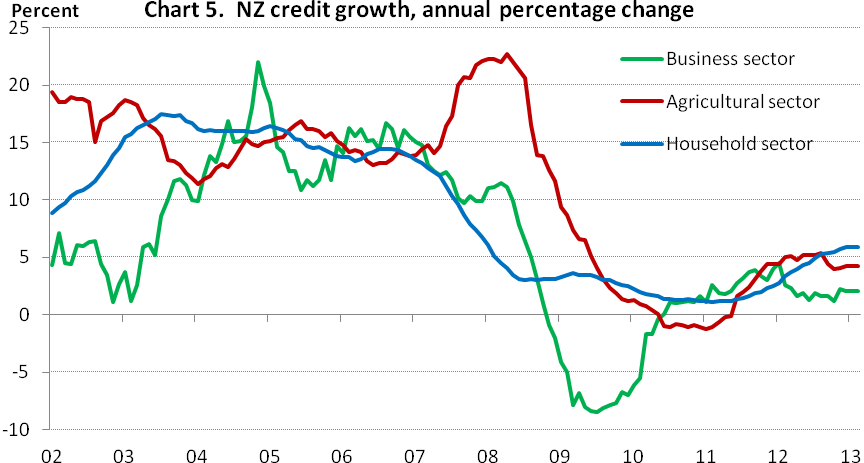 Percent
Chart 5. NZ credit growth, annual percentage change
25
20
15
10
5
0
-5
-10
Business sector
Agricultural sector
Household sector
02 03 04 05 06 07 08 09 10 11 12 13